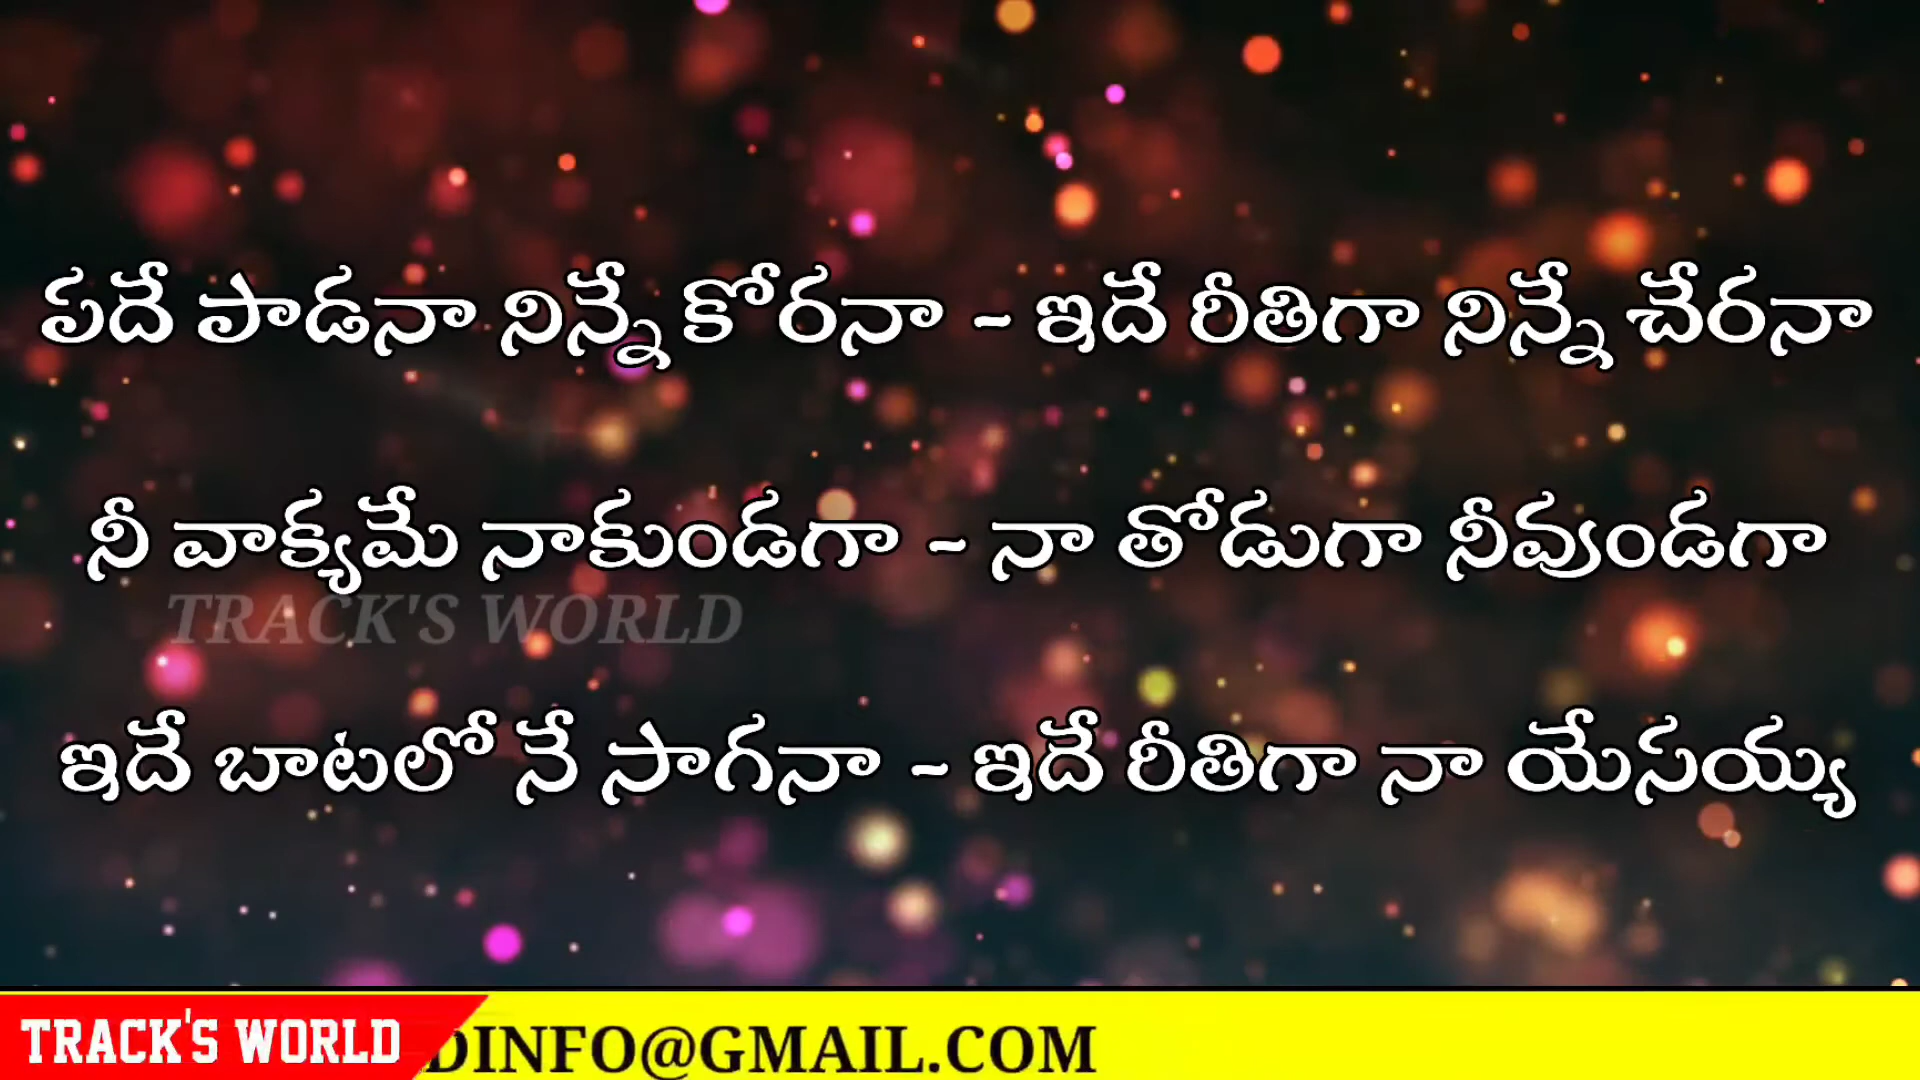 పదే పాడనా నిన్నే కోరనా - ఇదే రీతిగా నిన్నే చేరనా
నీ వాక్యమే నాకుండగా - నా తోడుగా నీవుండగా
TRACK'S WORLD
ఇదే బాటలో నే సాగనా - ఇదే రీతిగా నా యేసయ్య
TRACK'S WORLD DINFO@GMAIL.COM